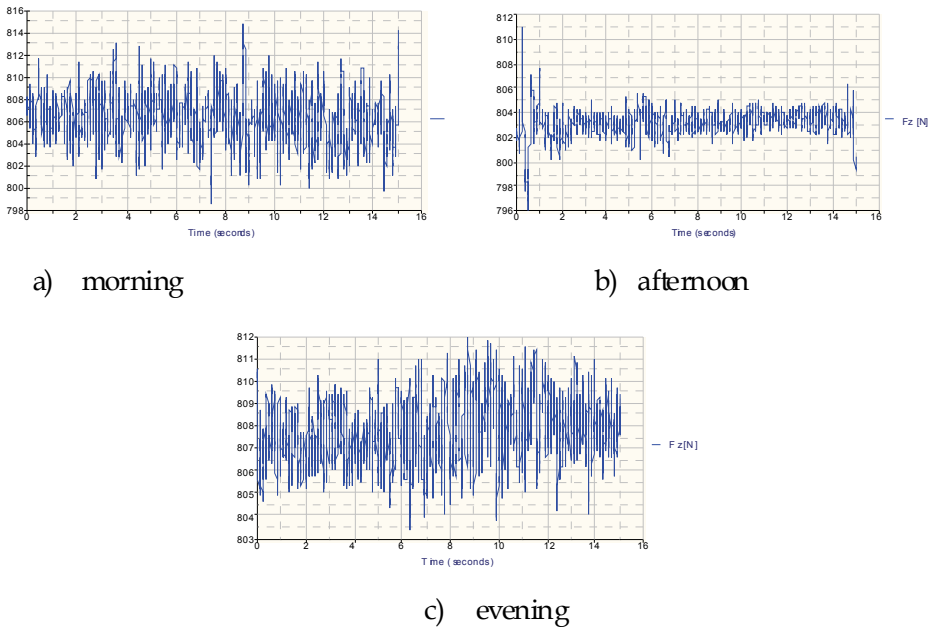 816
814
812
810
808
806
804
802
800
798
0 2 4 6 8 10 12 14 16
Time (seconds)
a) morning
812
810
808
806
804
802
800
798
796
0 2 4 6 8 10 12 14 16
Time (seconds)
Fz [N]
b) afternoon
812
811
810
809
808
807
806
805
804
803
0 2 4 6 8 10 12 14 16
Time (seconds)
Fz[N]
c) evening